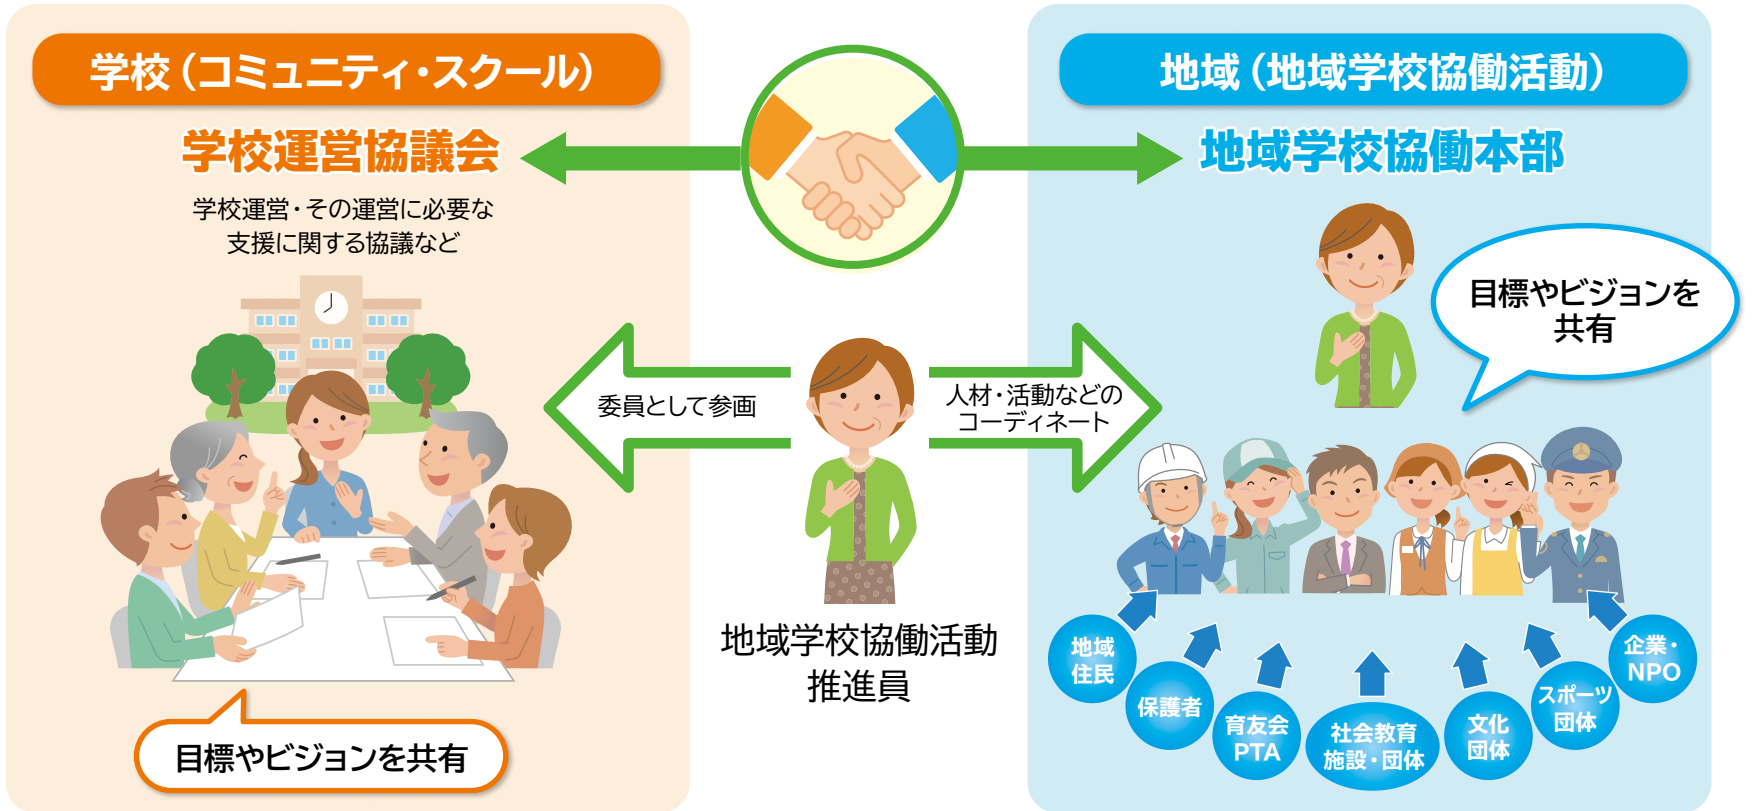 学校（コミュニティ・スクール）
学校運営協議会
学校運営・その運営に必要な
支援に関する協議など
目標やビジョンを共有
委員として参画
人材・活動などの
コーディネート
地域学校協働活動
推進員
地域（地域学校協働活動）
地域学校協働本部
目標やビジョンを
共有
地域
住民
保護者
育友会
PTA
社会教育
施設・団体
文化
団体
スポーツ
団体
企業・
NPO